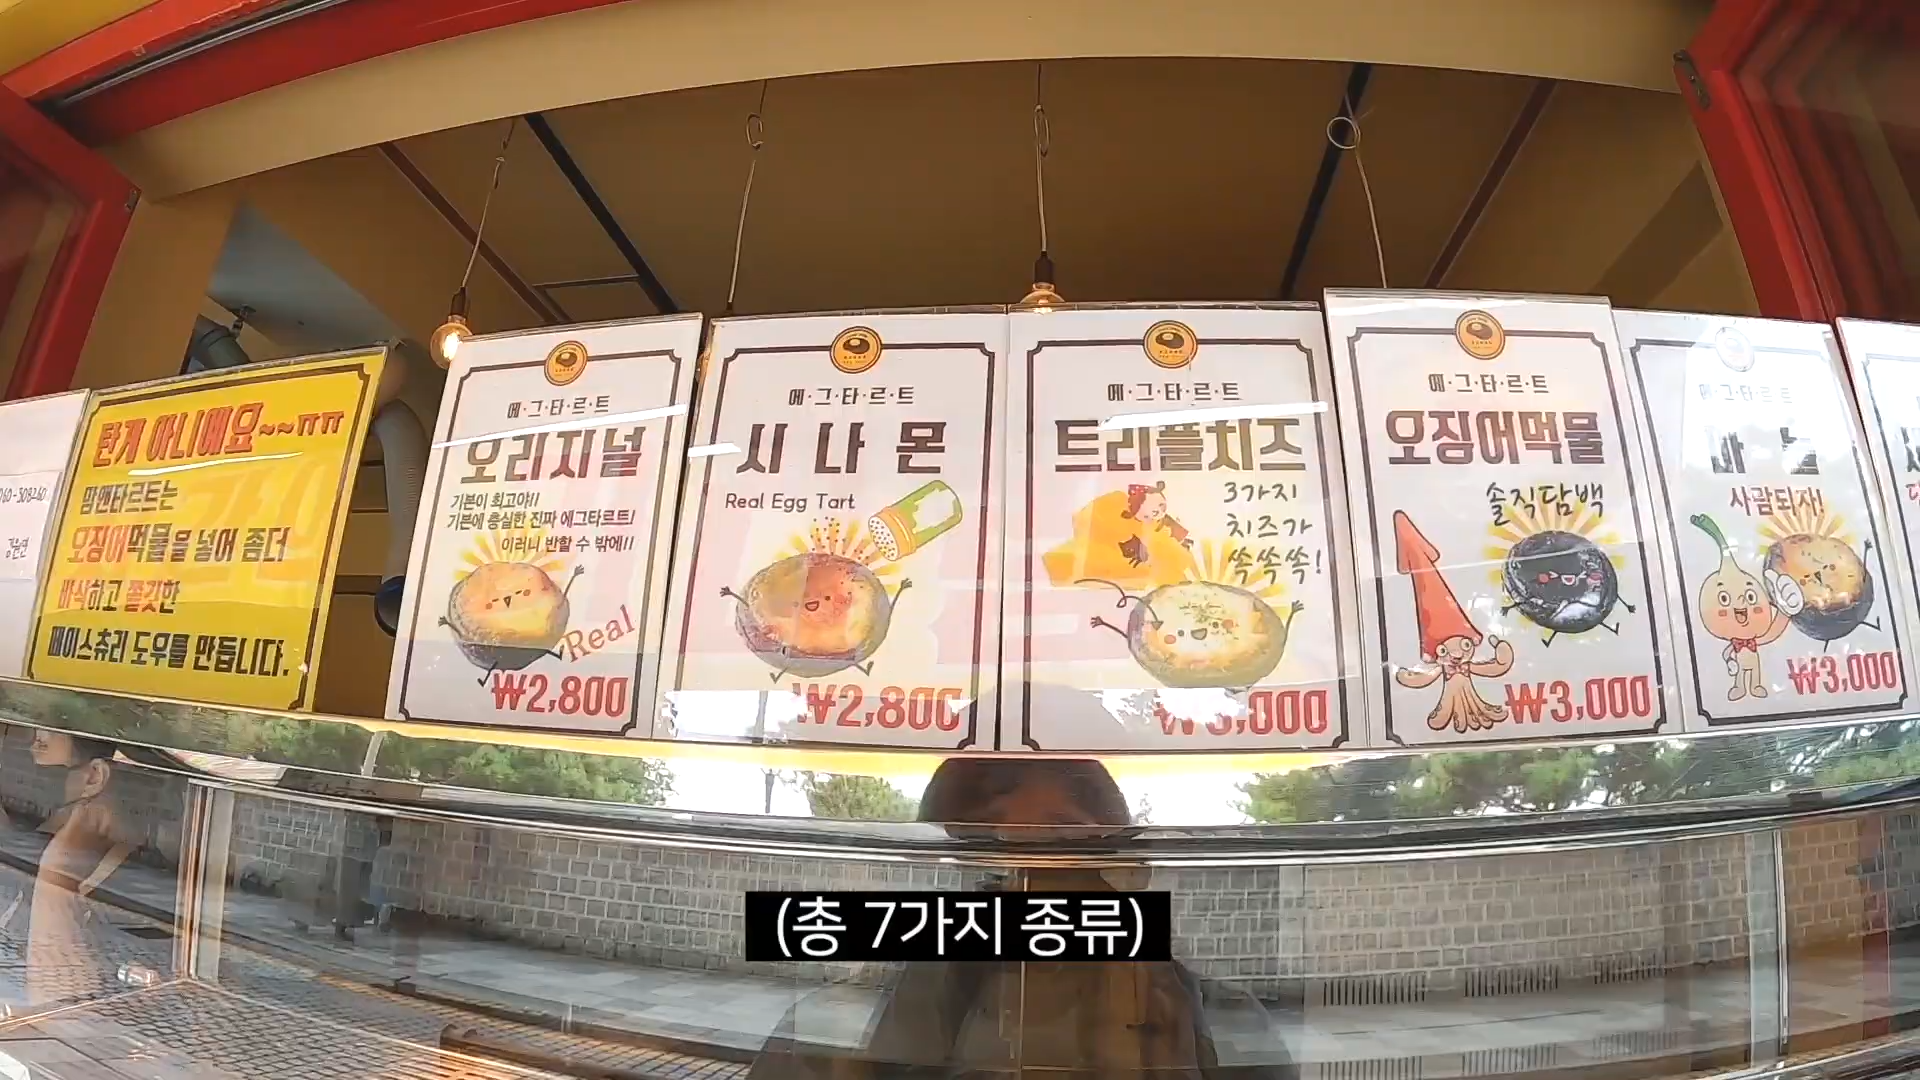 탄게 아니에요~~ㅠㅠ
맘앤타르트는
오징어먹물을 넣어 좀더
바삭하고 쫄깃한
페이스츄리 도우를 만듭니다.
에·그·타·르·트
오리지널
기본이 최고야!!
기본에 충실한 진짜 에그타르트!
이러니 반할 수 밖에!!
Real
₩2,800
에·그·타·르·트
시나몬
Real Egg Tart
₩2,800
에·그·타·르·트
트리플치즈
3가지
치즈가
쏙쏙쏙!
₩3,000
에·그·타·르·트
오징어먹물
솔직담백
₩3,000
에·그·타·르·트
사람되자!
₩3,000
(총 7가지 종류)